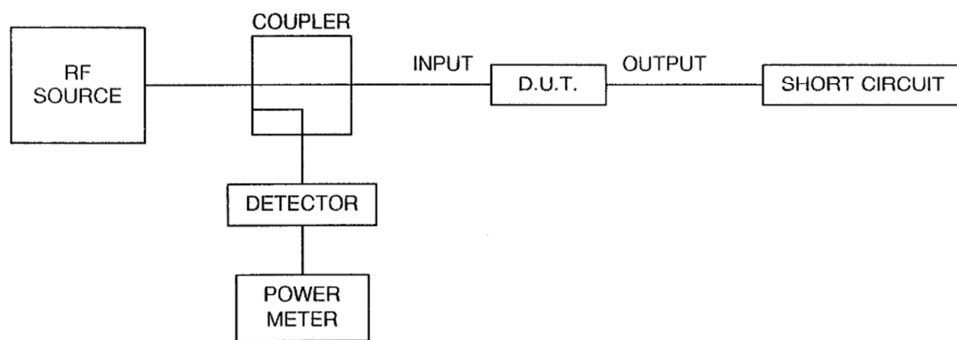 COUPLER
RF
SOURCE
INPUT
D.U.T.
OUTPUT
SHORT CIRCUIT
DETECTOR
POWER
METER